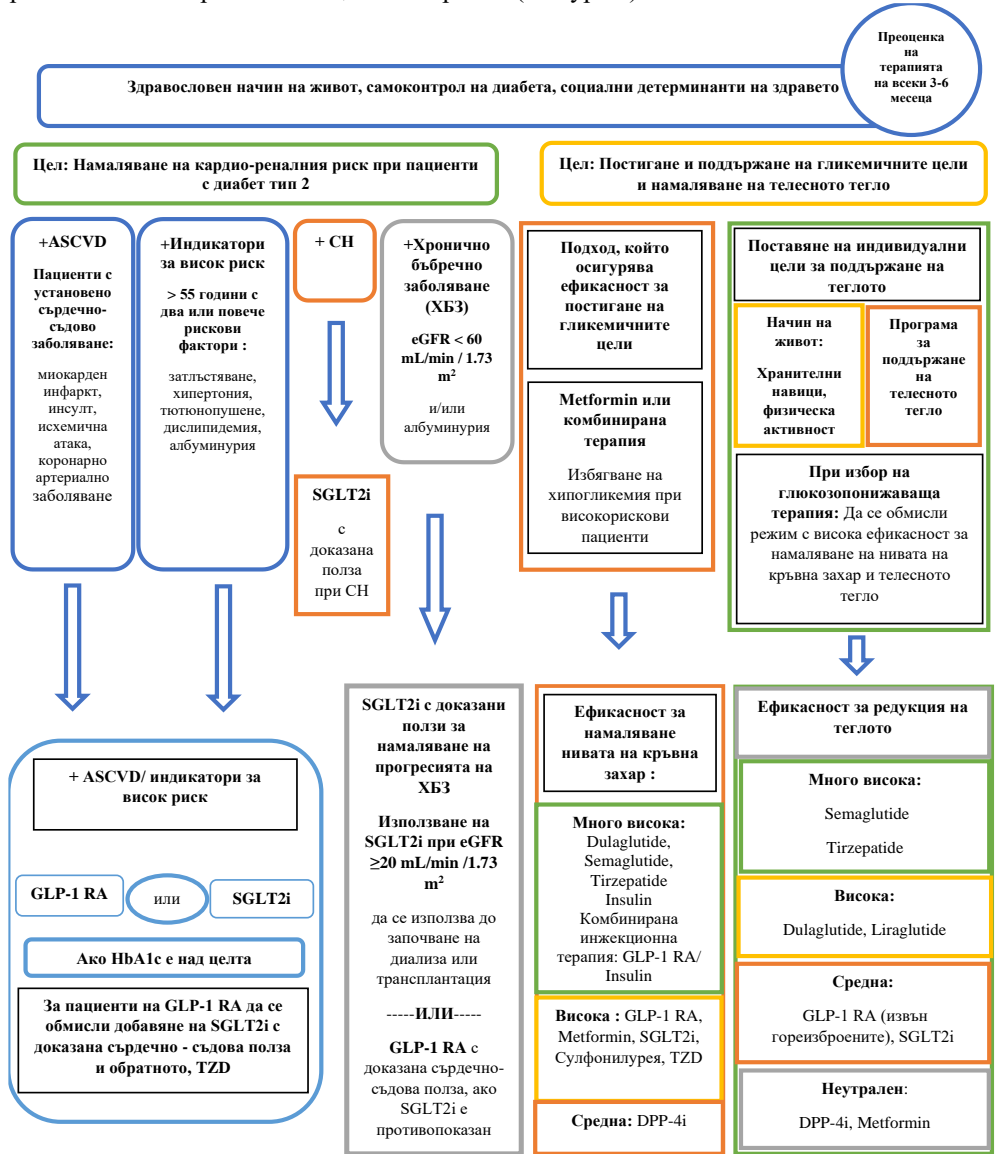 Преоценка
на
терапията
на всеки 3-6
месеца
Здравословен начин на живот, самоконтрол на диабета, социални детерминанти на здравето
Цел: Намаляване на кардио-реналния риск при пациенти
с диабет тип 2
Цел: Постигане и поддържане на гликемичните цели
и намаляване на телесното тегло
+ASCVD
Пациенти с
установено
сърдечно-
съдово
заболяване:
миокарден
инфаркт,
инсулт,
исхемична
атака,
коронарно
артериално
заболяване
+Индикатори
за висок риск
> 55 години с
два или повече
рискови
фактори :
затлъстяване,
хипертония,
тютюнопушене,
дислипидемия,
албуминурия
+ СН
SGLT2i
с
доказана
полза
при СН
+Хронично
бъбречно
заболяване
(ХБЗ)
eGFR < 60
mL/min / 1.73
m²
и/или
албуминурия
Подход, който
осигурява
ефикасност за
постигане на
гликемичните
цели
Metformin или
комбинирана
терапия
Избягване на
хипогликемия при
високорискови
пациенти
Поставяне на индивидуални
цели за поддържане на
теглото
Начин на
живот:
Хранителни
навици,
физическа
активност
Програма
за
поддържане
на
телесното
тегло
При избор на
глюкозопонижаваща
терапия: Да се обмисли
режим с висока ефикасност за
намаляване на нивата на
кръвна захар и телесното
тегло
+ ASCVD/ индикатори за
висок риск
GLP-1 RA
или
SGLT2i
Ако HbA1c е над целта
За пациенти на GLP-1 RA да се
обмисли добавяне на SGLT2i с
доказана сърдечно - съдова полза
и обратното, TZD
SGLT2i с доказани
ползи за
намаляване на
прогресията на
ХБЗ
Използване на
SGLT2i при eGFR
≥20 mL/min /1.73
m²
да се използва до
започване на
диализа или
трансплантация
-----ИЛИ-----
GLP-1 RA с
доказана сърдечно-
съдова полза, ако
SGLT2i е
противопоказан
Ефикасност за
намаляване
нивата на кръвна
захар :
Много висока:
Dulaglutide,
Semaglutide,
Tirzepatide
Insulin
Комбинирана
инжекционна
терапия: GLP-1 RA/
Insulin
Висока : GLP-1 RA,
Metformin, SGLT2i,
Сулфонилурея, TZD
Средна: DPP-4i
Ефикасност за редукция на
теглото
Много висока:
Semaglutide
Tirzepatide
Висока:
Dulaglutide, Liraglutide
Средна:
GLP-1 RA (извън
гореизброените), SGLT2i
Неутрален:
DPP-4i, Metformin